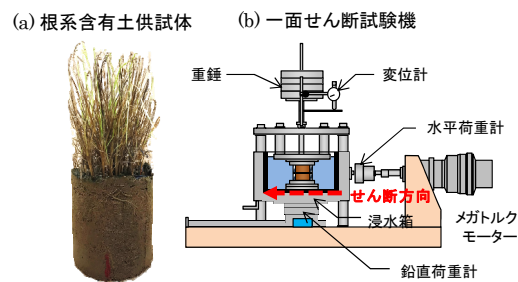 (a) 根系含有土供試体
(b) 一面せん断試験機
重錘
変位計
水平荷重計
せん断方向
浸水箱
メガトルク
モーター
鉛直荷重計